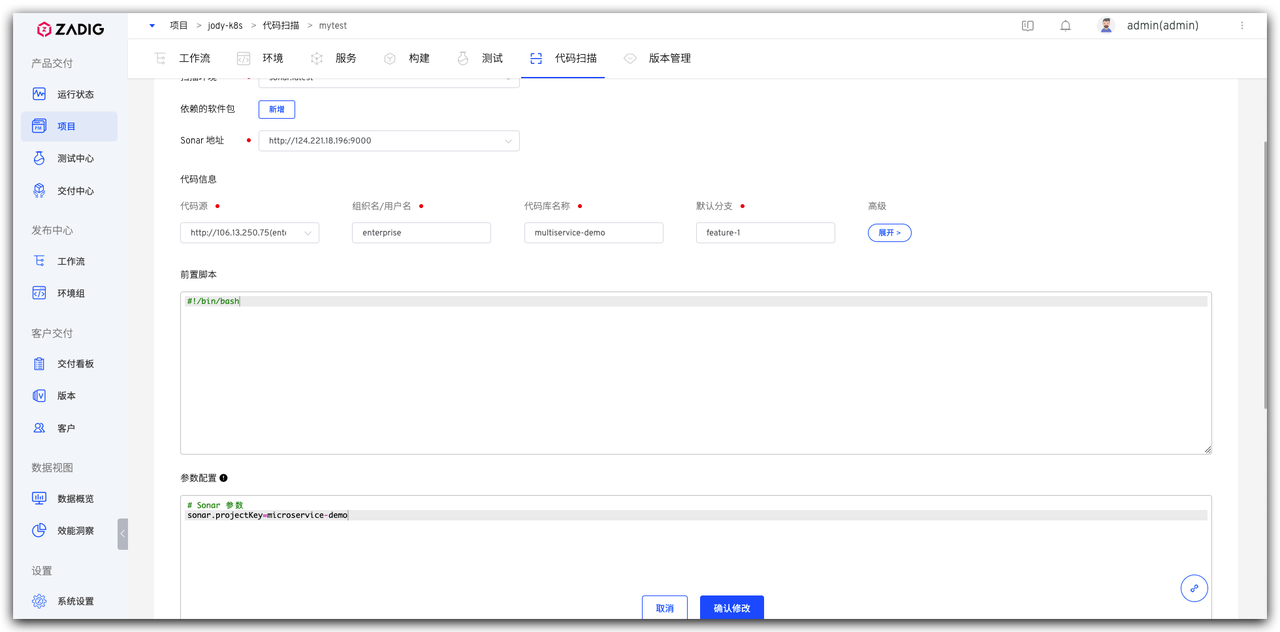 ZADIG
项目 > jody-k8s > 代码扫描 > mytest
admin(admin)
产品交付
运行状态
项目
测试中心
交付中心
发布中心
工作流
环境组
客户交付
交付看板
版本
客户
数据视图
数据概览
效能洞察
设置
系统设置
工作流 环境 服务 构建 测试 代码扫描 版本管理
扫描环境
依赖的软件包 新增
Sonar 地址 http://124.221.18.196:9000
代码信息
代码源 组织名/用户名 代码库名称 默认分支 高级
http://106.13.250.75(ente enterprise multiservice-demo feature-1 展开 >
前置脚本
#!/bin/bash
参数配置
# Sonar 参数
sonar.projectKey=microservice-demo
取消 确认修改